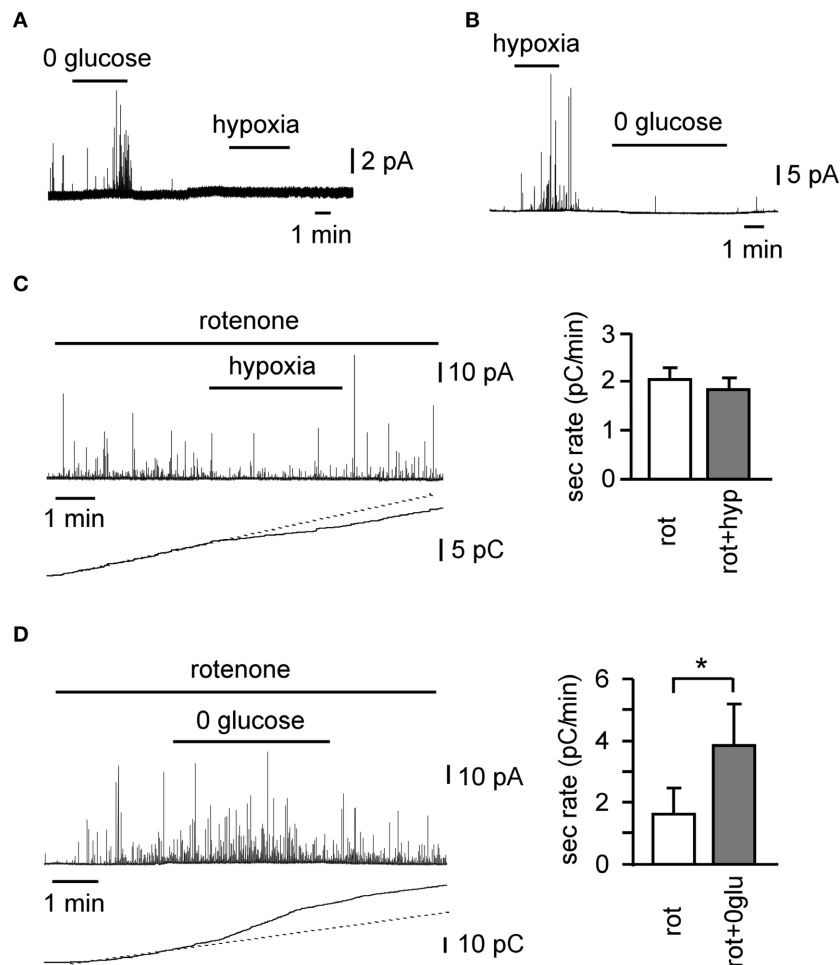 A
0 glucose
hypoxia
2 pA
1 min
B
hypoxia
0 glucose
5 pA
1 min
C
rotenone
hypoxia
10 pA
1 min
5 pC
sec rate (pC/min)
3
2
1
0
rot
rot+hyp
D
rotenone
0 glucose
10 pA
1 min
10 pC
sec rate (pC/min)
6
4
2
0
*
rot
rot+0glu